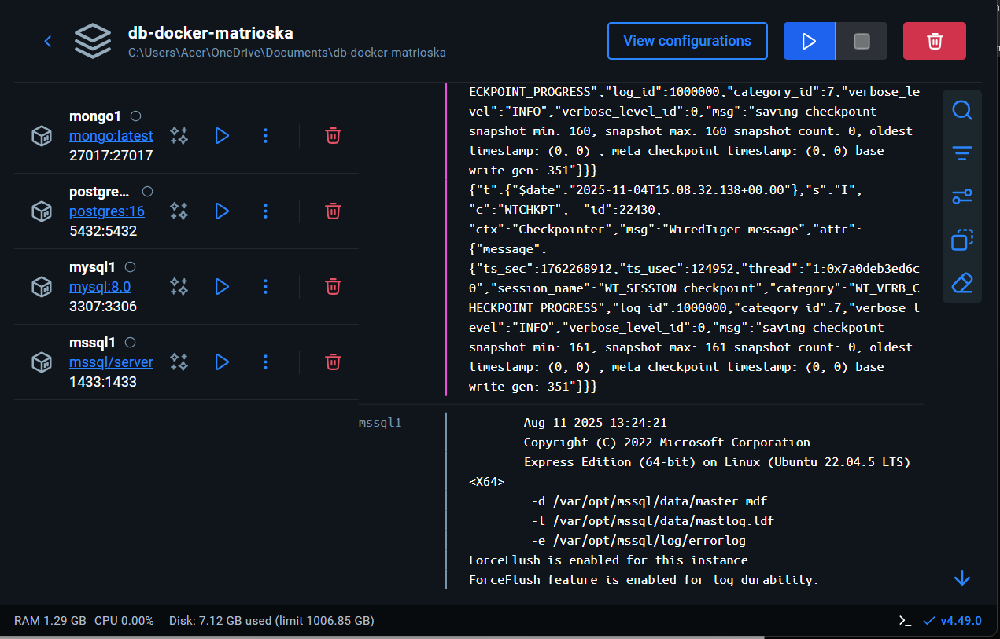 db-docker-matrioska
C:\Users\Acer\OneDrive\Documents\db-docker-matrioska
View configurations
mongo1
mongo:latest
27017:27017
postgre...
postgres:16
5432:5432
mysql1
mysql:8.0
3307:3306
mssql1
mssql/server
1433:1433
ECKPOINT_PROGRESS","log_id":1000000,"category_id":7,"verbose_le
vel":"INFO","verbose_level_id":0,"msg":"saving checkpoint
snapshot min: 160, snapshot max: 160 snapshot count: 0, oldest
timestamp: (0, 0) , meta checkpoint timestamp: (0, 0) base
write gen: 351"}}}
{"t":{"$date":"2025-11-04T15:08:32.138+00:00"},"s":"I",
"c":"WTCHKPT",  "id":22430,
"ctx":"Checkpointer","msg":"WiredTiger message","attr":
{"message":
{"ts_sec":1762268912,"ts_usec":124952,"thread":"1:0x7a0deb3ed6c
0","session_name":"WT_SESSION.checkpoint","category":"WT_VERB_C
HECKPOINT_PROGRESS","log_id":1000000,"category_id":7,"verbose_l
evel":"INFO","verbose_level_id":0,"msg":"saving checkpoint
snapshot min: 161, snapshot max: 161 snapshot count: 0, oldest
timestamp: (0, 0) , meta checkpoint timestamp: (0, 0) base
write gen: 351"}}}
mssql1
Aug 11 2025 13:24:21
Copyright (C) 2022 Microsoft Corporation
Express Edition (64-bit) on Linux (Ubuntu 22.04.5 LTS)
<X64>
-d /var/opt/mssql/data/master.mdf
-l /var/opt/mssql/data/mastlog.ldf
-e /var/opt/mssql/log/errorlog
ForceFlush is enabled for this instance.
ForceFlush feature is enabled for log durability.
RAM 1.29 GB CPU 0.00% Disk: 7.12 GB used (limit 1006.85 GB)
v4.49.0